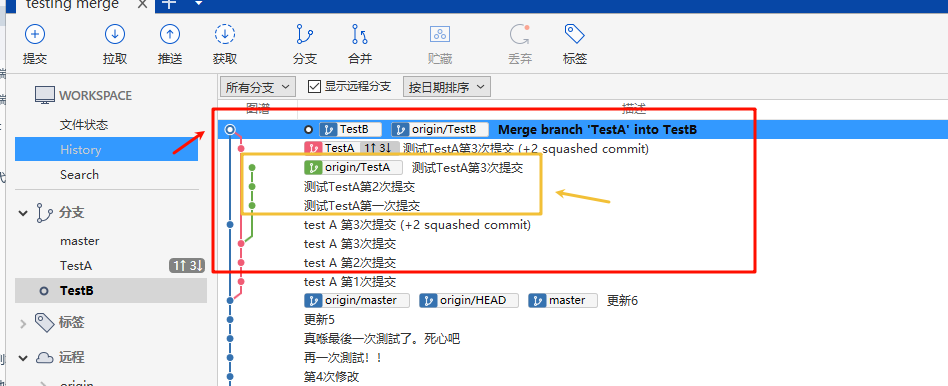 testing merge
提交
拉取
推送
获取
分支
合并
贮藏
丢弃
标签
WORKSPACE
文件状态
History
Search
分支
master
TestA 1↑ 3↓
TestB
标签
远程
所有分支 显示远程分支 按日期排序
图谱 描述
TestB origin/TestB Merge branch 'TestA' into TestB
TestA 1↑ 3↓ 测试TestA第3次提交 (+2 squashed commit)
origin/TestA 测试TestA第3次提交
测试TestA第2次提交
测试TestA第一次提交
test A 第3次提交 (+2 squashed commit)
test A 第3次提交
test A 第2次提交
test A 第1次提交
origin/master origin/HEAD master 更新6
更新5
真喺最後一次測試了。死心吧
再一次測試！！
第4次修改